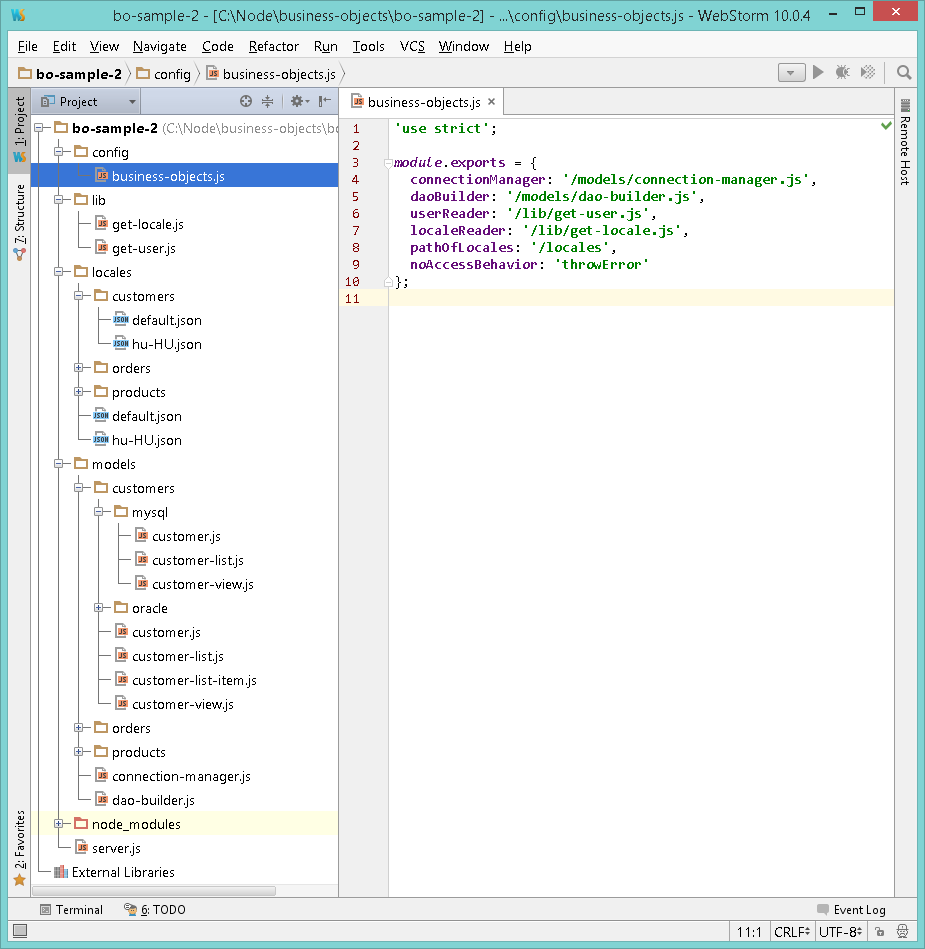 bo-sample-2 - [C:\Node\business-objects\bo-sample-2] - ...\config\business-objects.js - WebStorm 10.0.4
File Edit View Navigate Code Refactor Run Tools VCS Window Help
bo-sample-2 config business-objects.js
Project
business-objects.js
1: Project
7: Structure
2: Favorites
bo-sample-2 (C:\Node\business-objects\bo
config
business-objects.js
lib
get-locale.js
get-user.js
locales
customers
default.json
hu-HU.json
orders
products
default.json
hu-HU.json
models
customers
mysql
customer.js
customer-list.js
customer-view.js
oracle
customer.js
customer-list.js
customer-list-item.js
customer-view.js
orders
products
connection-manager.js
dao-builder.js
node_modules
server.js
External Libraries
1 'use strict';
2
3 module.exports = {
4 connectionManager: '/models/connection-manager.js',
5 daoBuilder: '/models/dao-builder.js',
6 userReader: '/lib/get-user.js',
7 localeReader: '/lib/get-locale.js',
8 pathOfLocales: '/locales',
9 noAccessBehavior: 'throwError'
10 };
11
Remote Host
Terminal 6: TODO Event Log
11:1 CRLF UTF-8